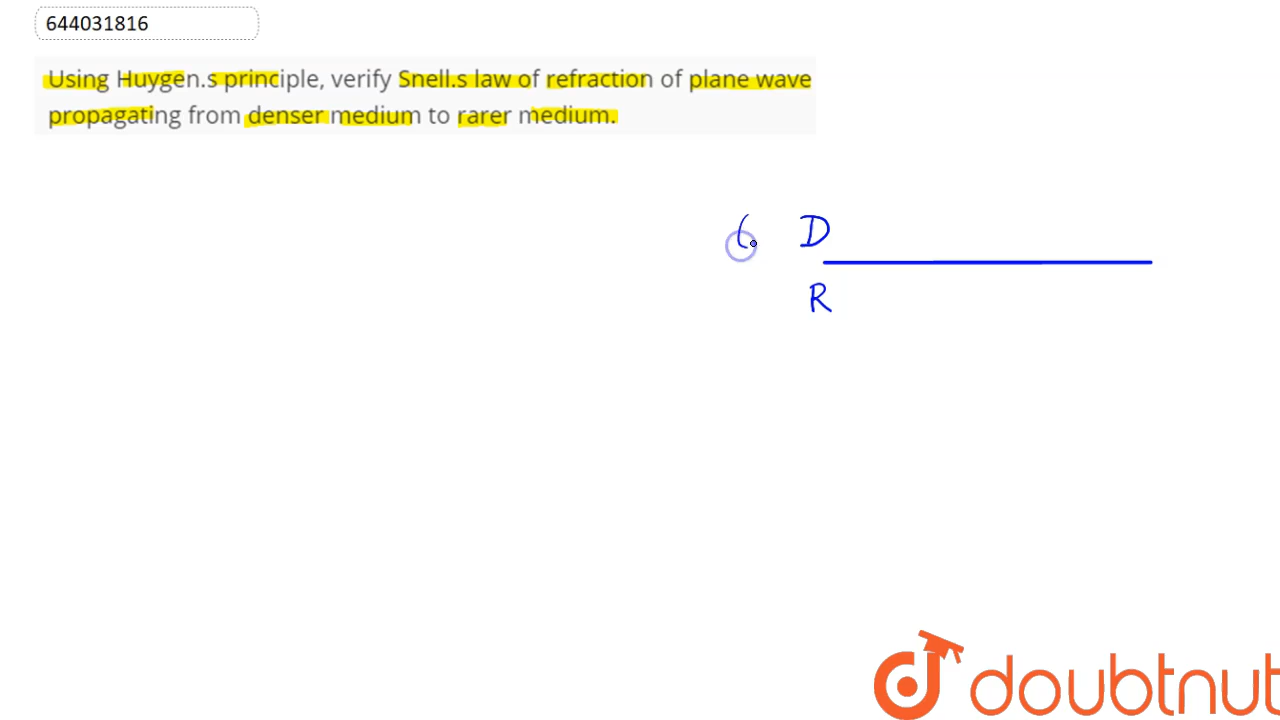 644031816
Using Huygen.s principle, verify Snell.s law of refraction of plane wave
propagating from denser medium to rarer medium.
( D
R
doubtnut